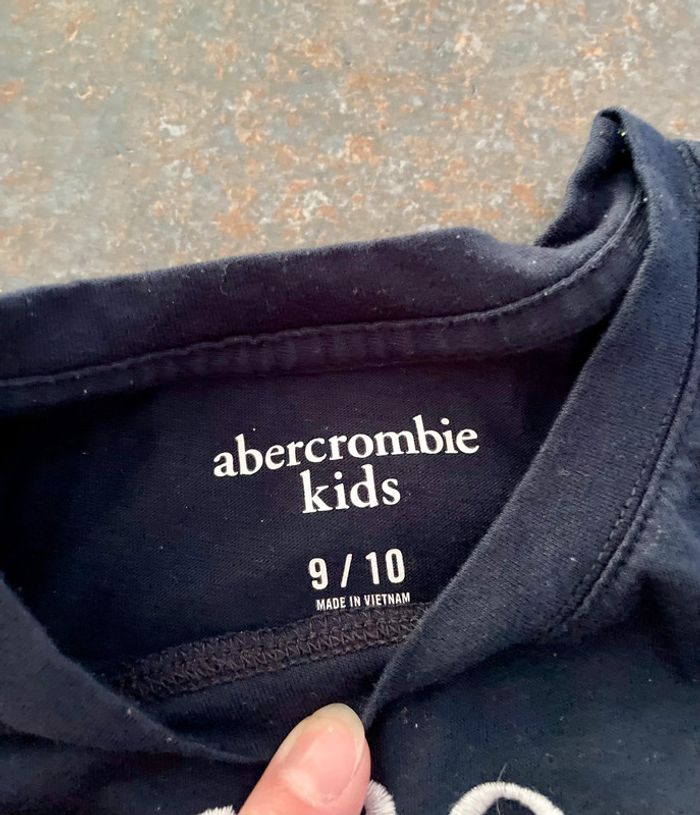 abercrombie
kids
9 / 10
MADE IN VIETNAM